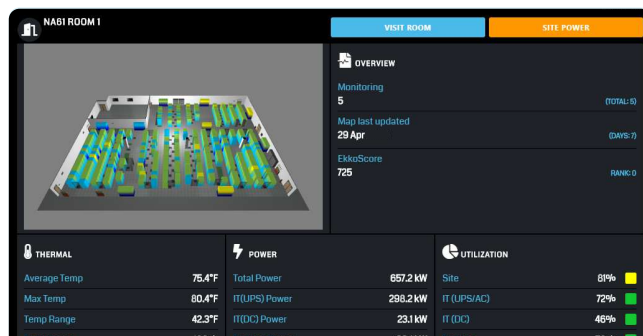 NA61 ROOM 1
VISIT ROOM
SITE POWER
OVERVIEW
Monitoring
5 (TOTAL: 5)
Map last updated
29 Apr (DAYS: 7)
EkkoScore
725 RANK: 0
THERMAL
Average Temp 75.4°F
Max Temp 80.4°F
Temp Range 42.3°F
POWER
Total Power 657.2 kW
IT(UPS) Power 298.2 kW
IT(DC) Power 23.1 kW
UTILIZATION
Site 81%
IT (UPS/AC) 72%
IT (DC) 46%